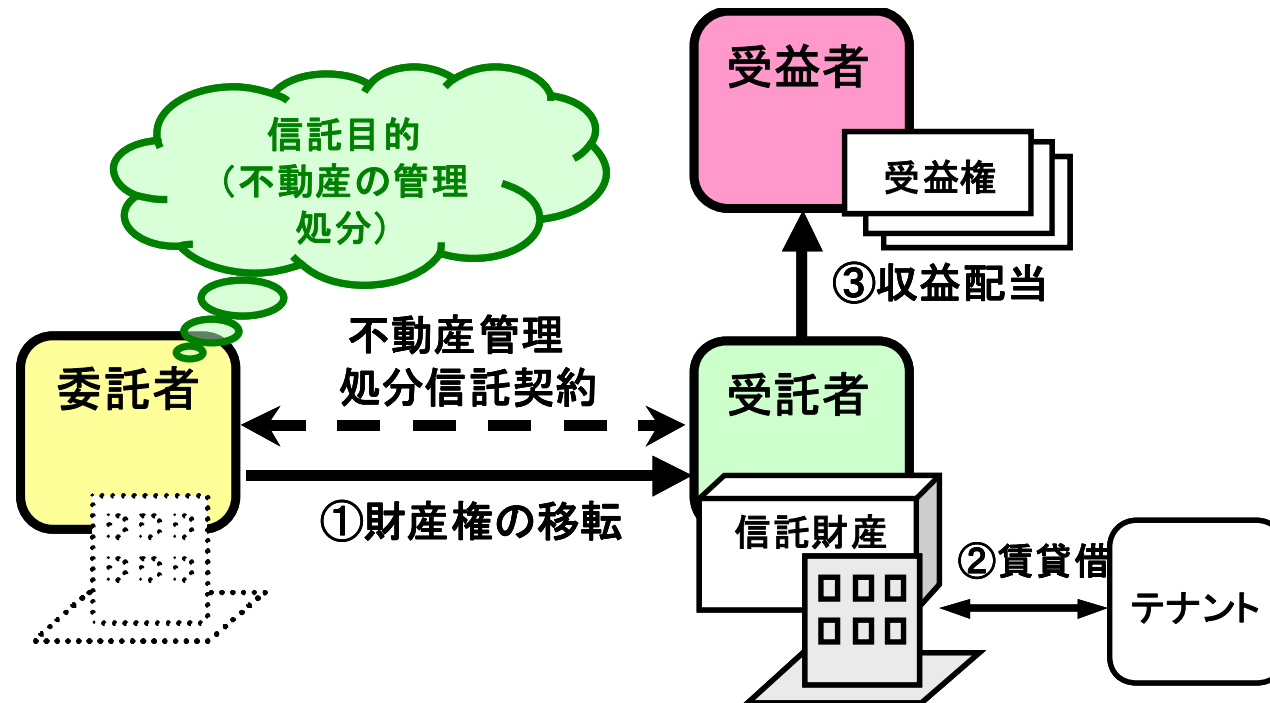 受益者
信託目的
（不動産の管理
処分）
受益権
③収益配当
不動産管理
処分信託契約
委託者
受託者
①財産権の移転
信託財産
②賃貸借
テナント